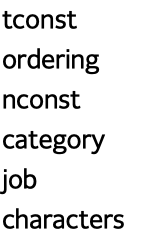 tconst
ordering
nconst
category
job
characters